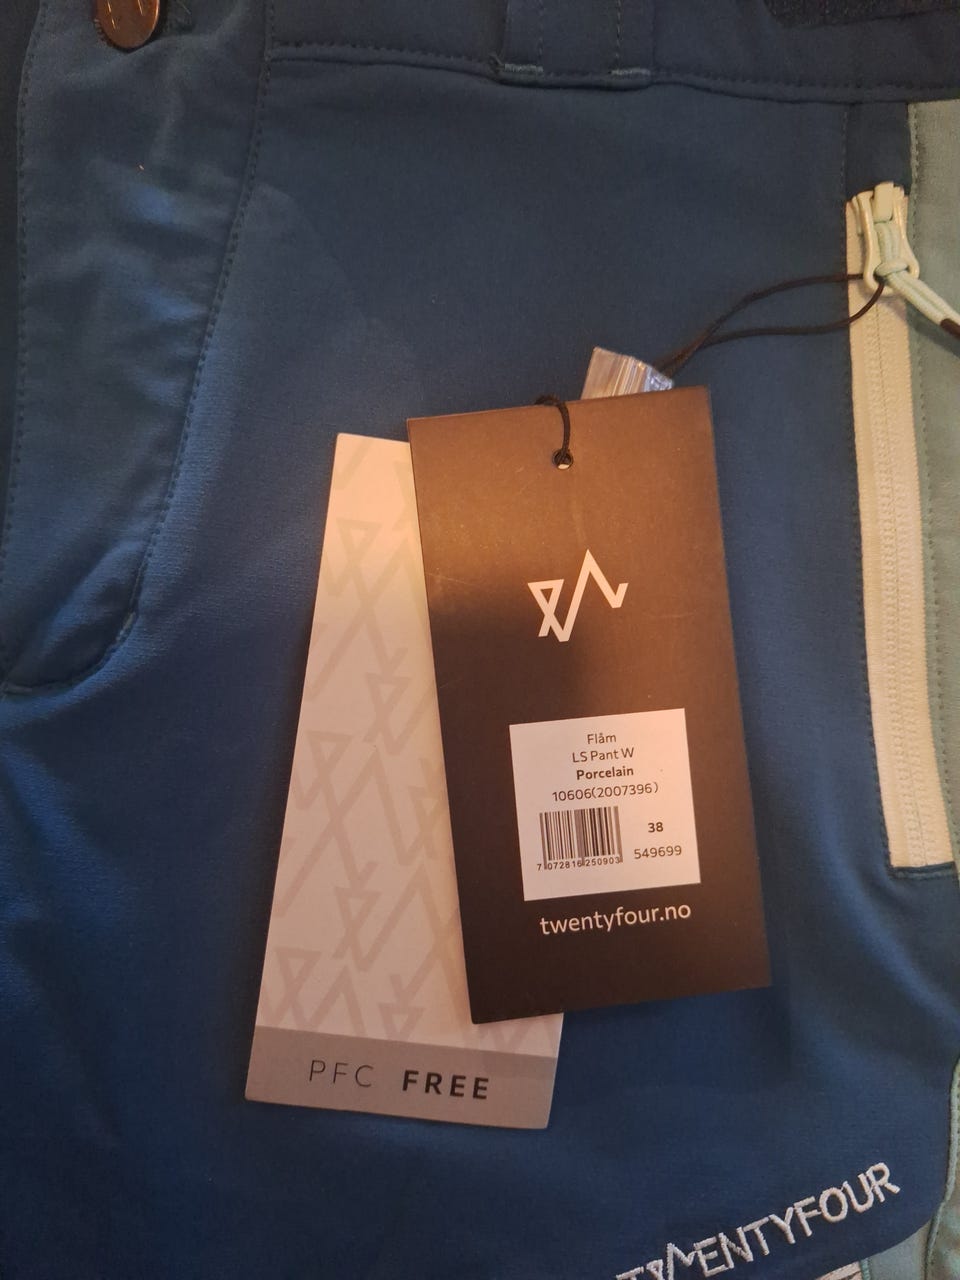 Flåm
LS Pant W
Porcelain
10606(2007396)
38
7 072816 250903
549699
twentyfour.no
PFC FREE
TWENTYFOUR